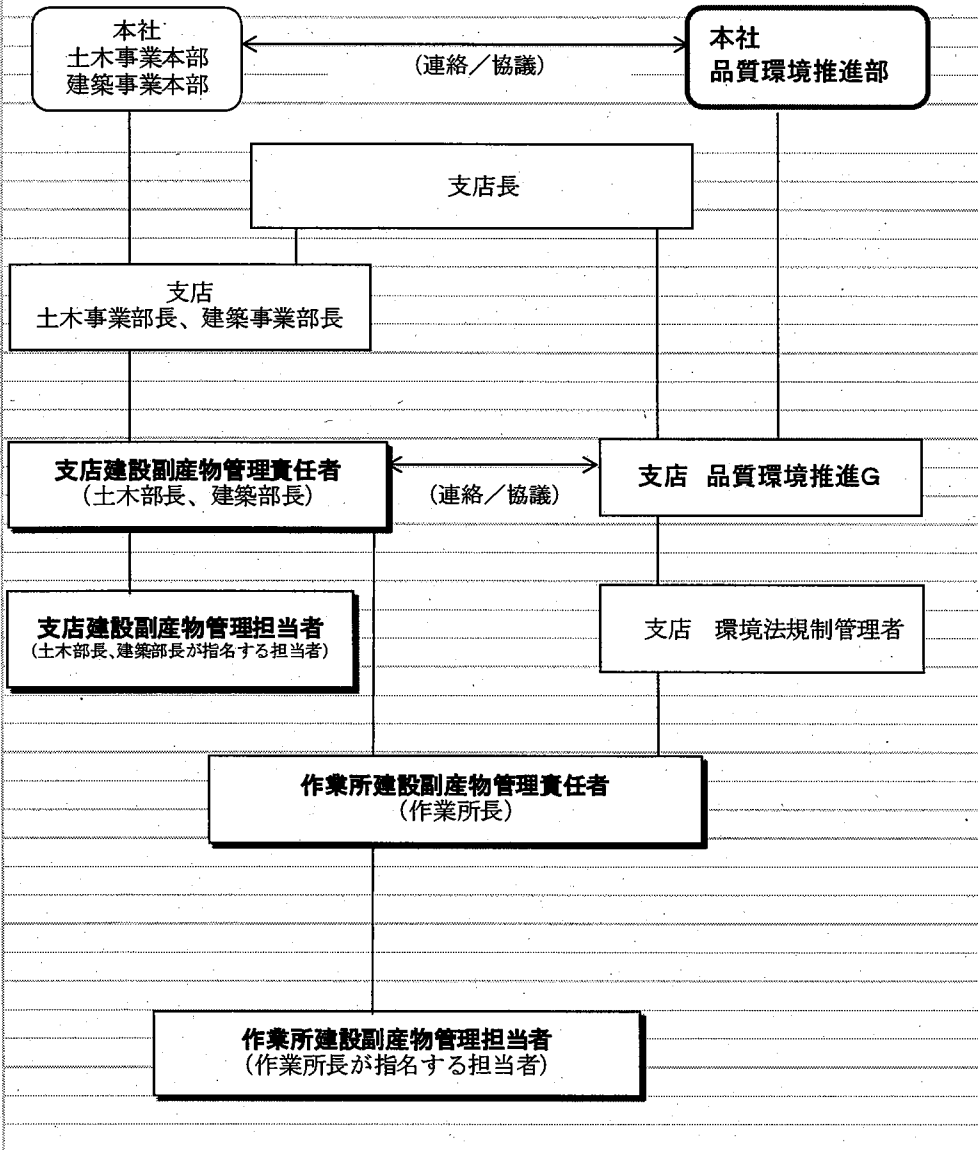 本社
土木事業本部
建築事業本部
(連絡／協議)
本社
品質環境推進部
支店長
支店
土木事業部長、建築事業部長
支店建設副産物管理責任者
（土木部長、建築部長）
(連絡／協議)
支店 品質環境推進G
支店建設副産物管理担当者
(土木部長、建築部長が指名する担当者)
支店　環境法規制管理者
作業所建設副産物管理責任者
（作業所長）
作業所建設副産物管理担当者
（作業所長が指名する担当者）